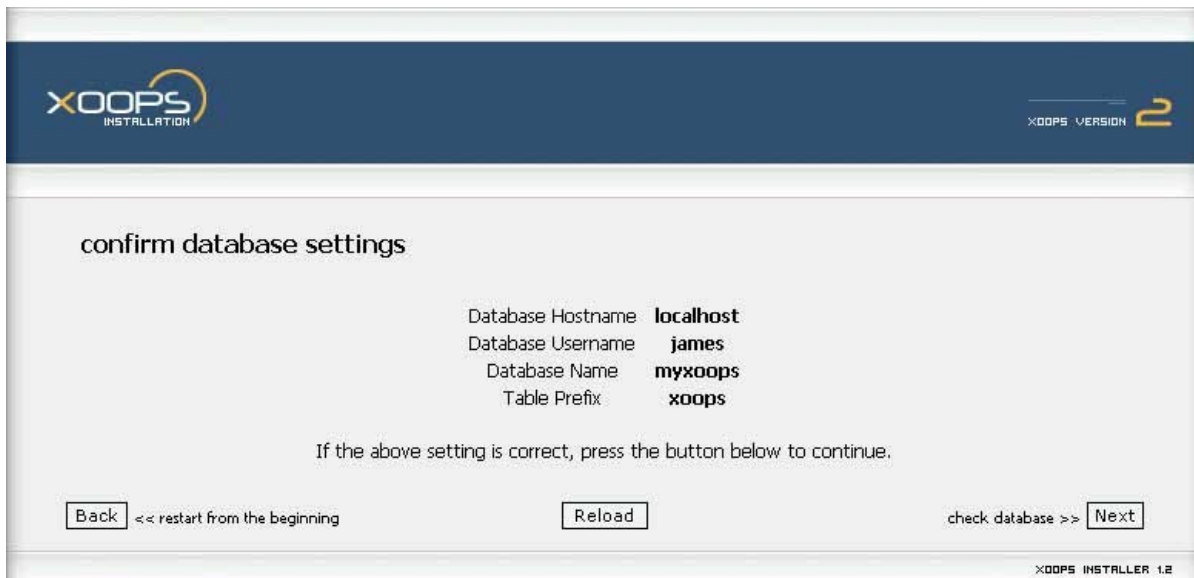 XOOPS
INSTALLATION
XOOPS VERSION 2
confirm database settings
Database Hostname localhost
Database Username james
Database Name myxoops
Table Prefix xoops
If the above setting is correct, press the button below to continue.
Back << restart from the beginning Reload check database >> Next
XOOPS INSTALLER 1.2